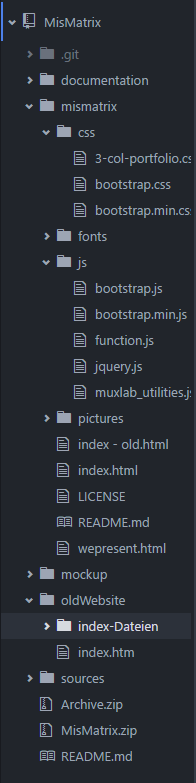 MisMatrix
.git
documentation
mismatrix
css
3-col-portfolio.cs
bootstrap.css
bootstrap.min.cs
fonts
js
bootstrap.js
bootstrap.min.js
function.js
jquery.js
muxlab_utilities.js
pictures
index - old.html
index.html
LICENSE
README.md
wepresent.html
mockup
oldWebsite
index-Dateien
index.htm
sources
Archive.zip
MisMatrix.zip
README.md